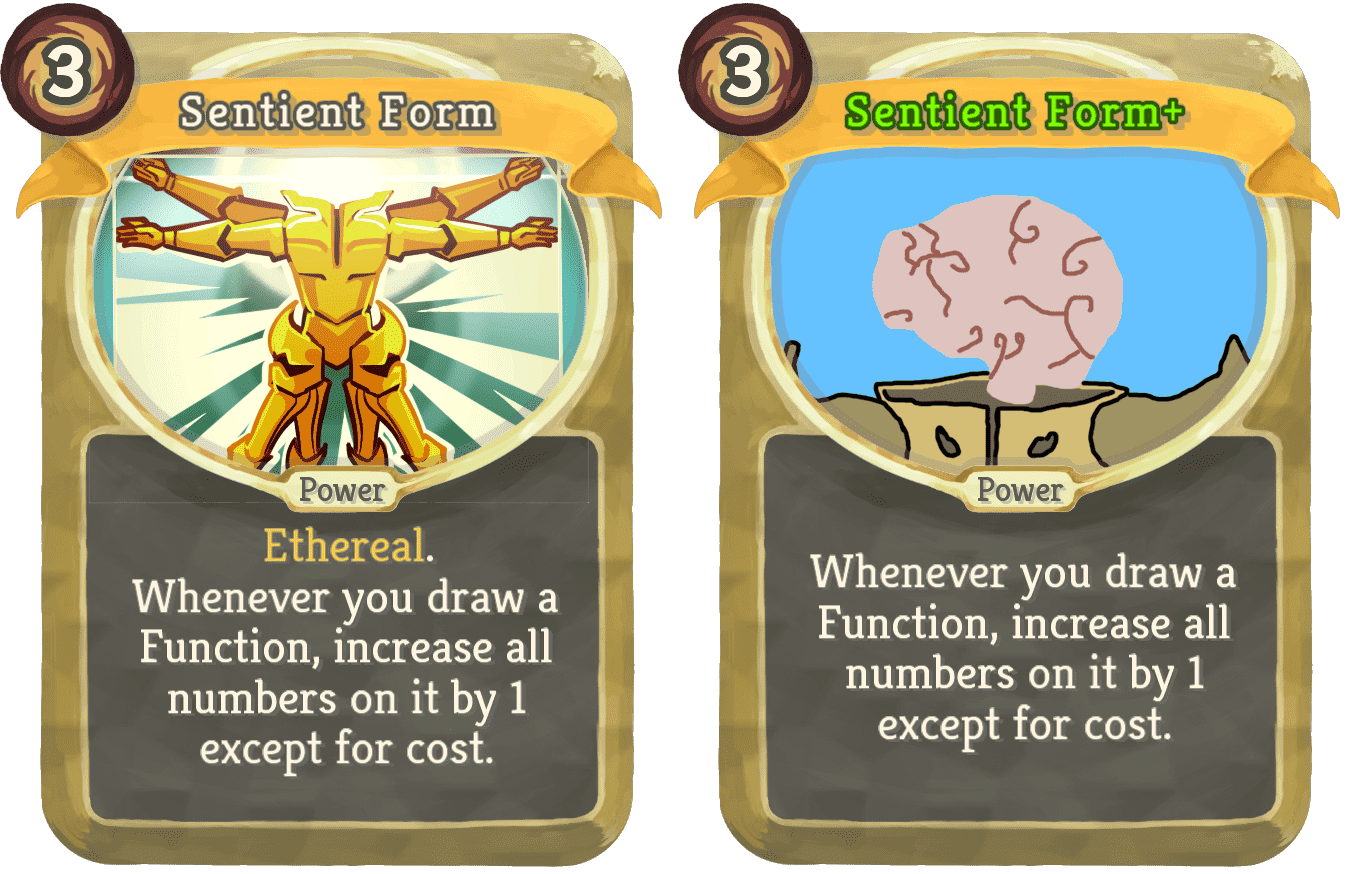 3
Sentient Form
Power
Ethereal.
Whenever you draw a
Function, increase all
numbers on it by 1
except for cost.
3
Sentient Form+
Power
Whenever you draw a
Function, increase all
numbers on it by 1
except for cost.